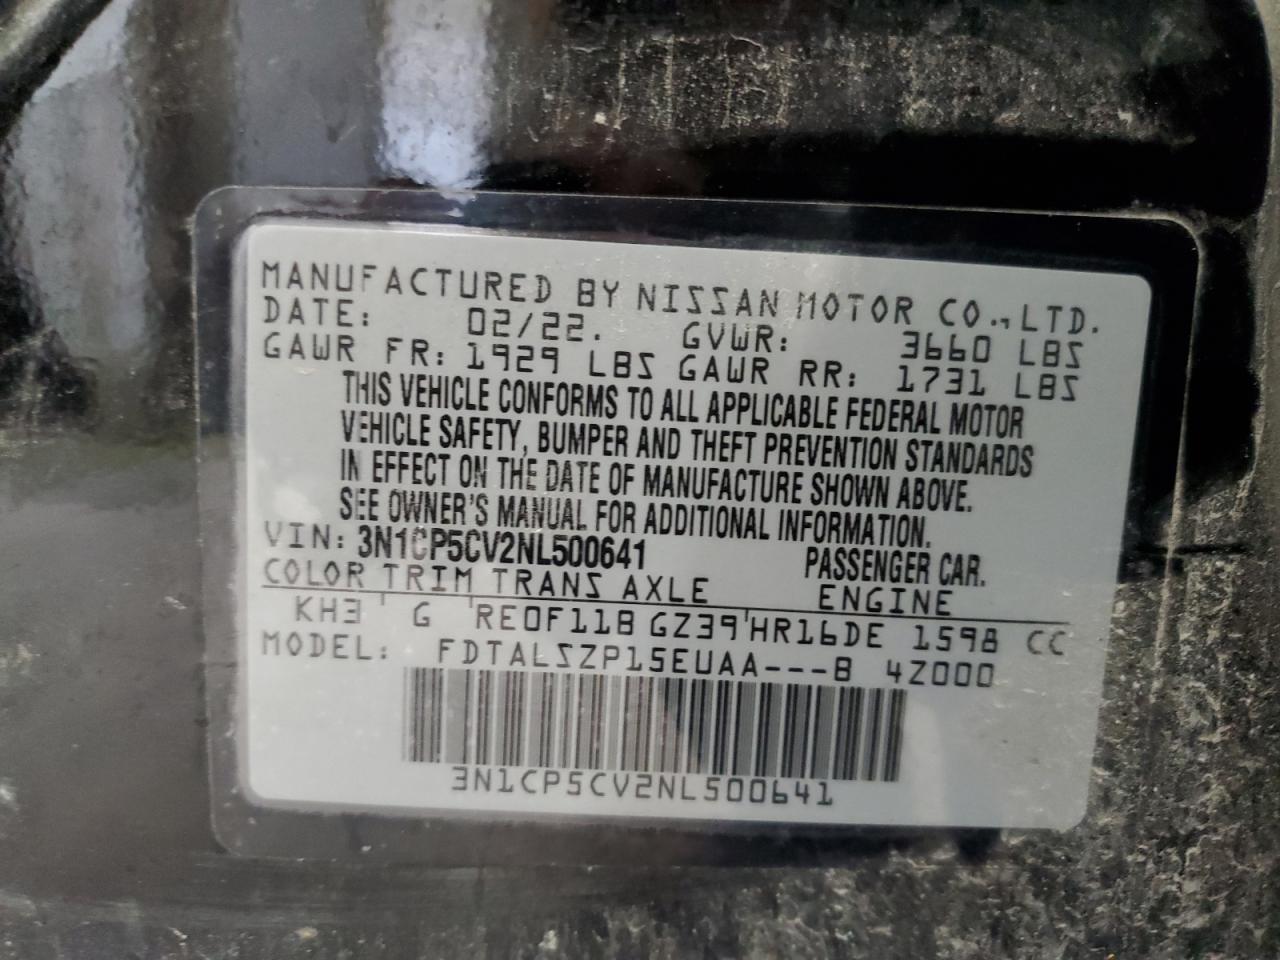 MANUFACTURED BY NISSAN MOTOR CO., LTD.
DATE: 02/22. GVWR: 3660 LBS
GAWR FR: 1929 LBS GAWR RR: 1731 LBS
THIS VEHICLE CONFORMS TO ALL APPLICABLE FEDERAL MOTOR
VEHICLE SAFETY, BUMPER AND THEFT PREVENTION STANDARDS
IN EFFECT ON THE DATE OF MANUFACTURE SHOWN ABOVE.
SEE OWNER'S MANUAL FOR ADDITIONAL INFORMATION.
VIN: 3N1CP5CV2NL500641 PASSENGER CAR.
COLOR TRIM TRANS AXLE ENGINE
KH3 G RE0F11B GZ39 HR16DE 1598 CC
MODEL: FDTALSZP15EUAA---B 4Z000
3N1CP5CV2NL500641